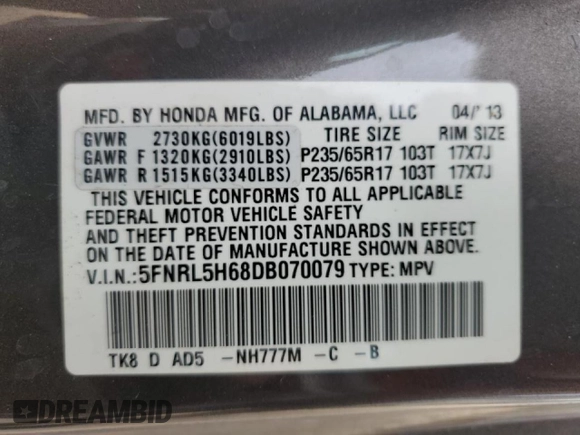 MFD. BY HONDA MFG. OF ALABAMA, LLC 04/'13
GVWR 2730KG(6019LBS) TIRE SIZE RIM SIZE
GAWR F 1320KG(2910LBS) P235/65R17 103T 17X7J
GAWR R 1515KG(3340LBS) P235/65R17 103T 17X7J
THIS VEHICLE CONFORMS TO ALL APPLICABLE
FEDERAL MOTOR VEHICLE SAFETY
AND THEFT PREVENTION STANDARDS IN EFFECT
ON THE DATE OF MANUFACTURE SHOWN ABOVE.
V.I.N.:5FNRL5H68DB070079 TYPE: MPV
TK8 D AD5 -NH777M -C -B
DREAMBID